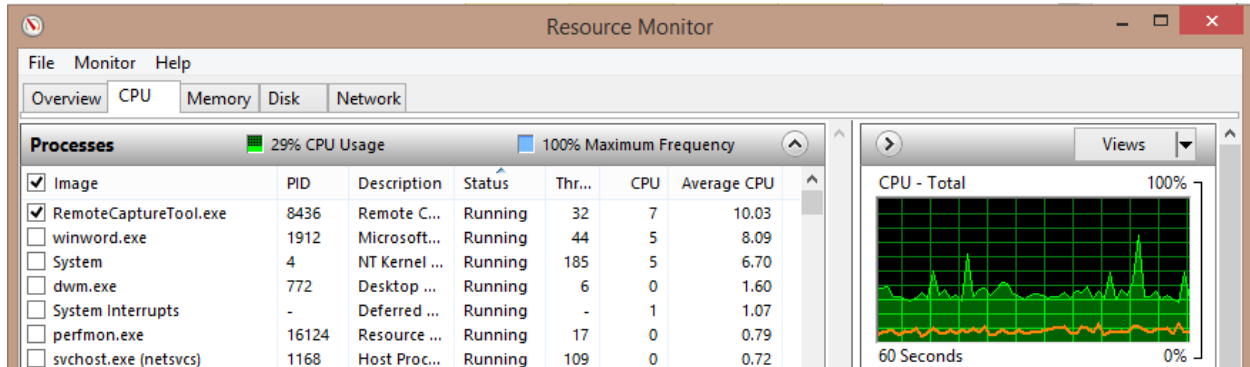 Resource Monitor
File Monitor Help
Overview CPU Memory Disk Network
Processes 29% CPU Usage 100% Maximum Frequency Views
Image PID Description Status Thr... CPU Average CPU CPU - Total 100%
RemoteCaptureTool.exe 8436 Remote C... Running 32 7 10.03
winword.exe 1912 Microsoft... Running 44 5 8.09
System 4 NT Kernel ... Running 185 5 6.70
dwm.exe 772 Desktop ... Running 6 0 1.60
System Interrupts - Deferred ... Running - 1 1.07
perfmon.exe 16124 Resource ... Running 17 0 0.79
svchost.exe (netsvcs) 1168 Host Proc... Running 109 0 0.72 60 Seconds 0%